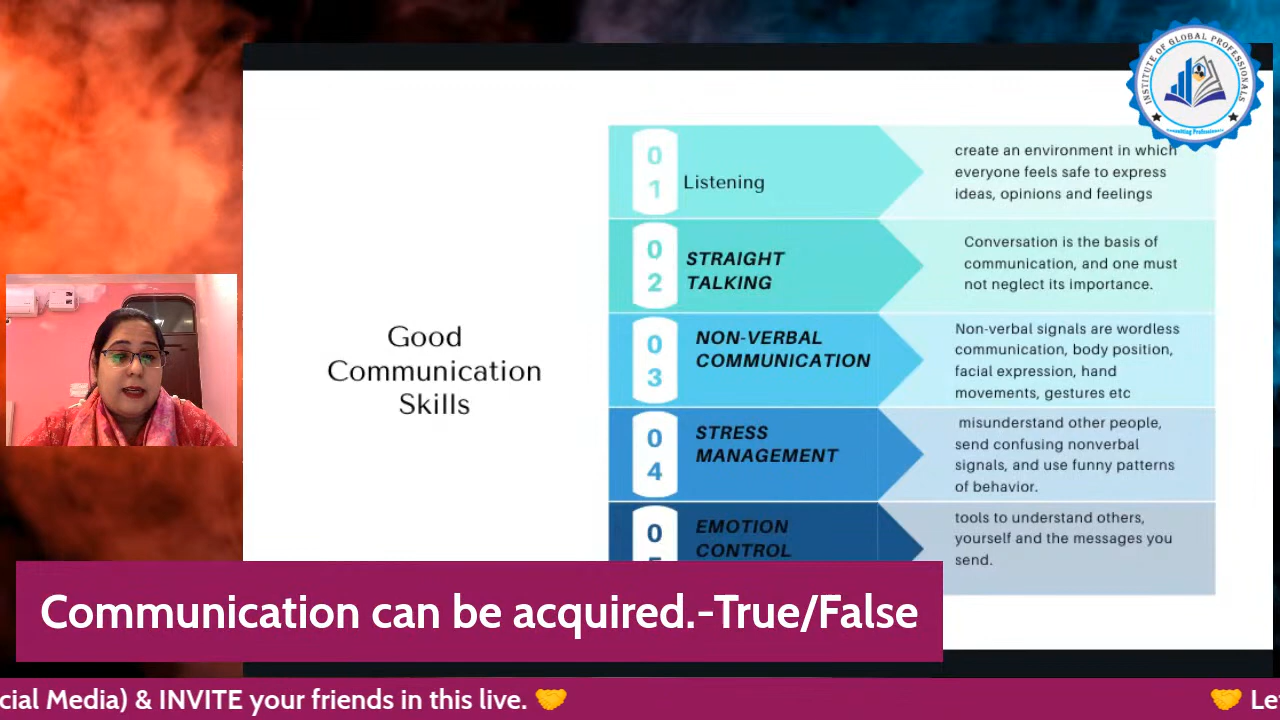 INSTITUTE OF GLOBAL PROFESSIONALS
Consulting Professionals
Good
Communication
Skills
0
1
Listening
create an environment in which
everyone feels safe to express
ideas, opinions and feelings
0
2
STRAIGHT
TALKING
Conversation is the basis of
communication, and one must
not neglect its importance.
0
3
NON-VERBAL
COMMUNICATION
Non-verbal signals are wordless
communication, body position,
facial expression, hand
movements, gestures etc
0
4
STRESS
MANAGEMENT
misunderstand other people,
send confusing nonverbal
signals, and use funny patterns
of behavior.
0
EMOTION
CONTROL
tools to understand others,
yourself and the messages you
send.
Communication can be acquired.-True/False
cial Media) & INVITE your friends in this live. 🤝 🤝 Le